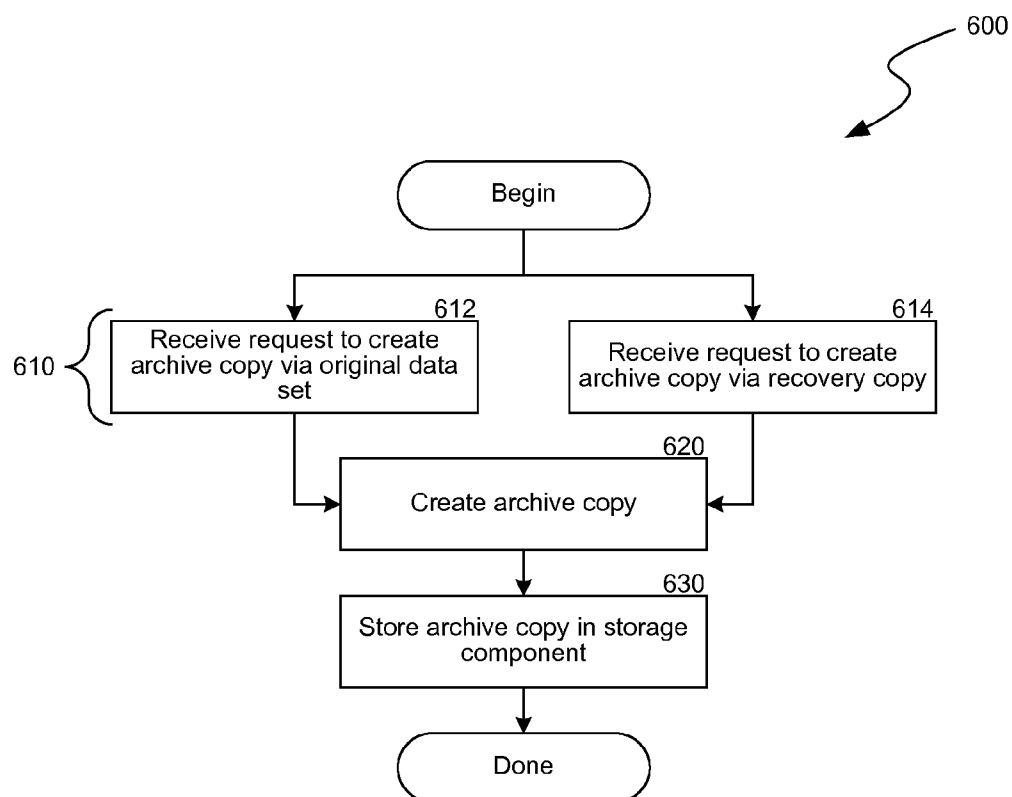 600
Begin
612
Receive request to create
archive copy via original data
set
610
614
Receive request to create
archive copy via recovery copy
620
Create archive copy
630
Store archive copy in storage
component
Done